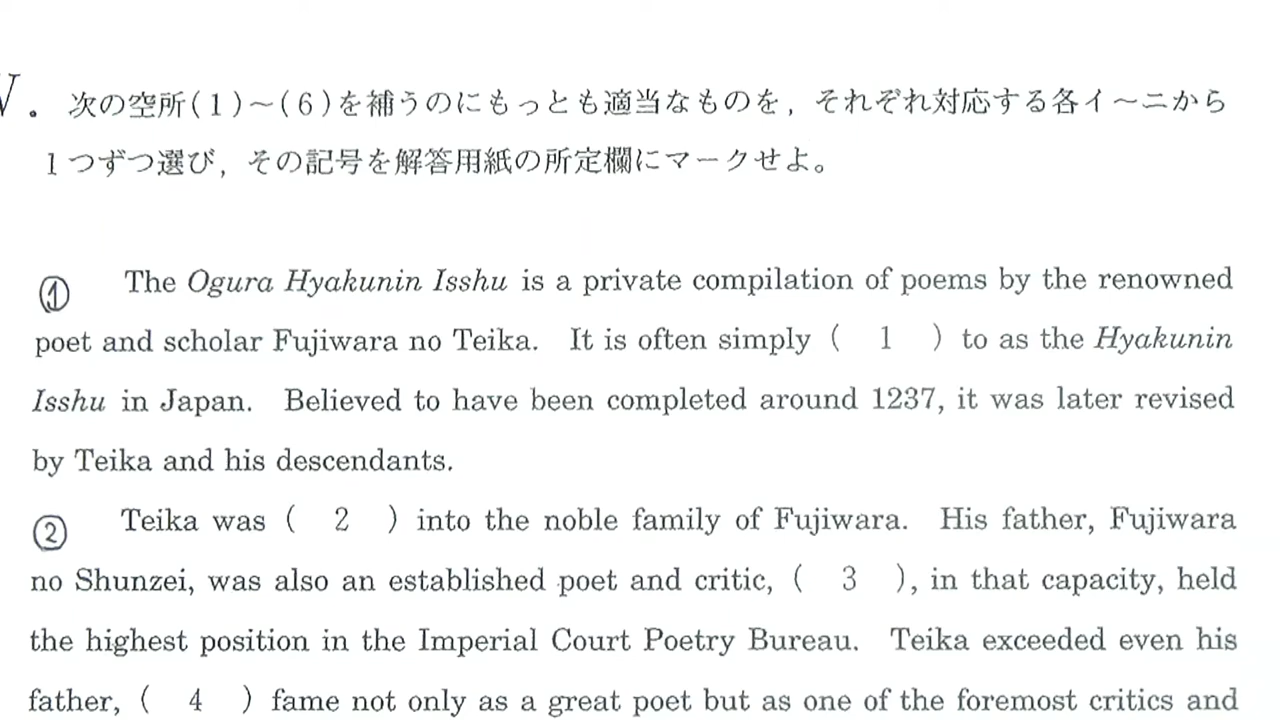 Ⅳ. 次の空所(1)～(6)を補うのにもっとも適当なものを, それぞれ対応する各イ～ニから
1つずつ選び, その記号を解答用紙の所定欄にマークせよ。
① The Ogura Hyakunin Isshu is a private compilation of poems by the renowned
poet and scholar Fujiwara no Teika. It is often simply ( 1 ) to as the Hyakunin
Isshu in Japan. Believed to have been completed around 1237, it was later revised
by Teika and his descendants.
② Teika was ( 2 ) into the noble family of Fujiwara. His father, Fujiwara
no Shunzei, was also an established poet and critic, ( 3 ), in that capacity, held
the highest position in the Imperial Court Poetry Bureau. Teika exceeded even his
father, ( 4 ) fame not only as a great poet but as one of the foremost critics and